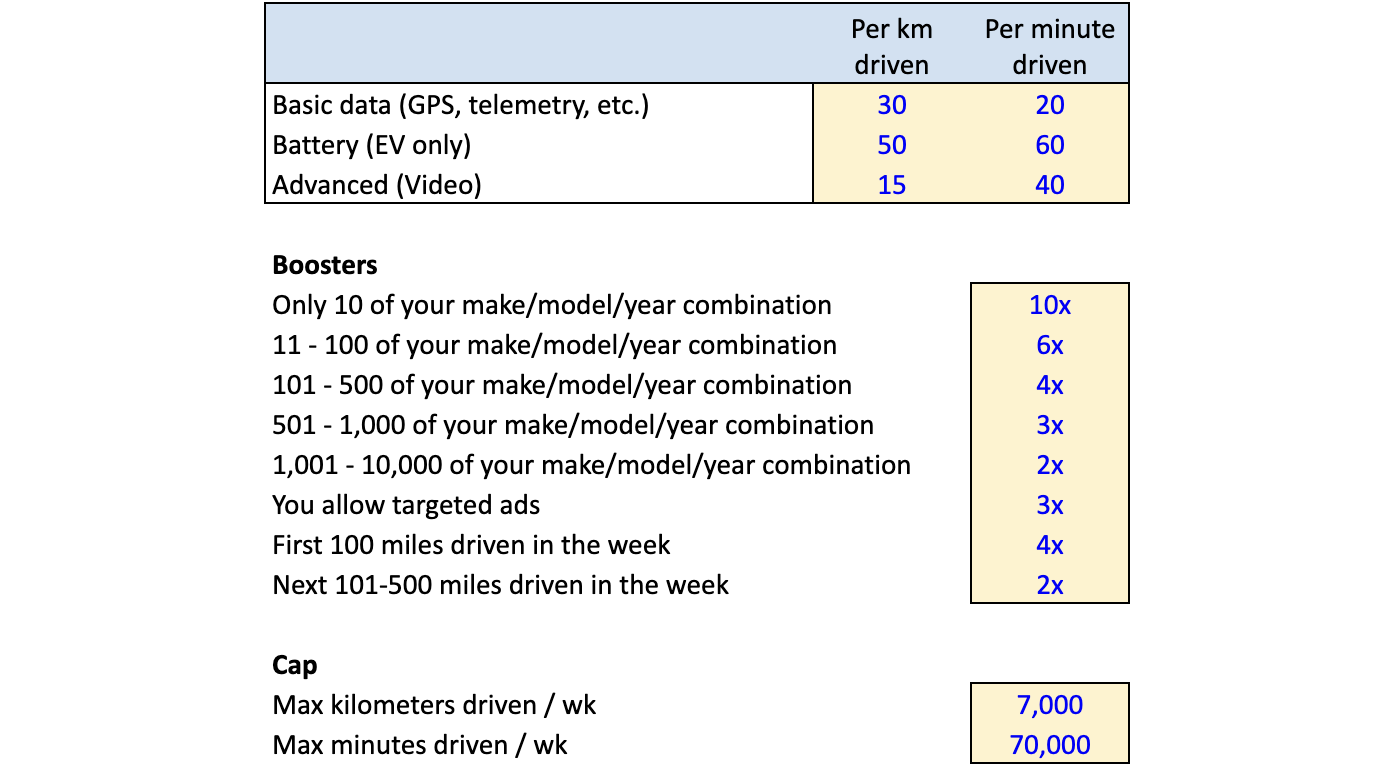 Per km Per minute
driven driven
Basic data (GPS, telemetry, etc.) 30 20
Battery (EV only) 50 60
Advanced (Video) 15 40
Boosters
Only 10 of your make/model/year combination 10x
11 - 100 of your make/model/year combination 6x
101 - 500 of your make/model/year combination 4x
501 - 1,000 of your make/model/year combination 3x
1,001 - 10,000 of your make/model/year combination 2x
You allow targeted ads 3x
First 100 miles driven in the week 4x
Next 101-500 miles driven in the week 2x
Cap
Max kilometers driven / wk 7,000
Max minutes driven / wk 70,000